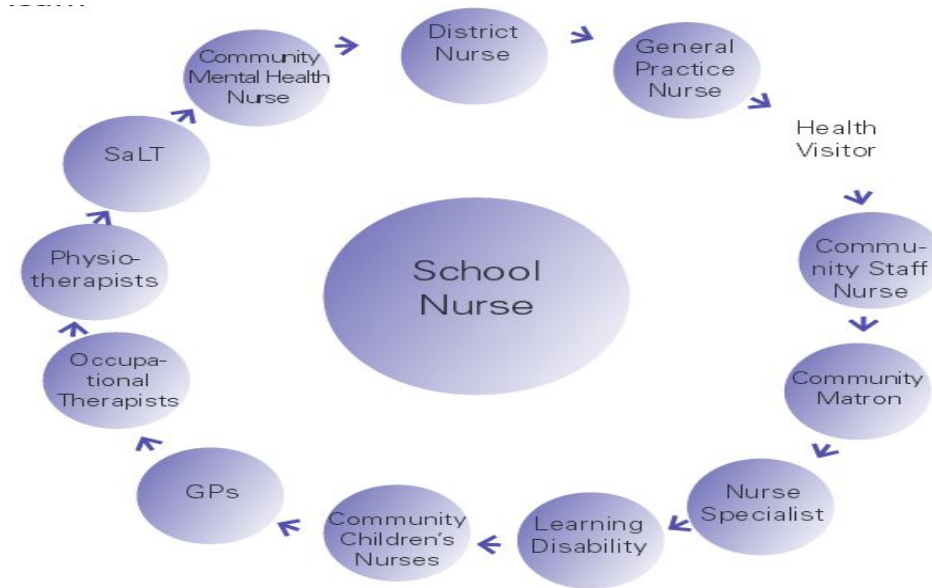 District
Nurse
General
Practice
Nurse
Health
Visitor
Commu-
nity Staff
Nurse
Community
Matron
Nurse
Specialist
Learning
Disability
Community
Children's
Nurses
GPs
Occupa-
tional
Therapists
Physio-
therapists
SaLT
Community
Mental Health
Nurse
School
Nurse